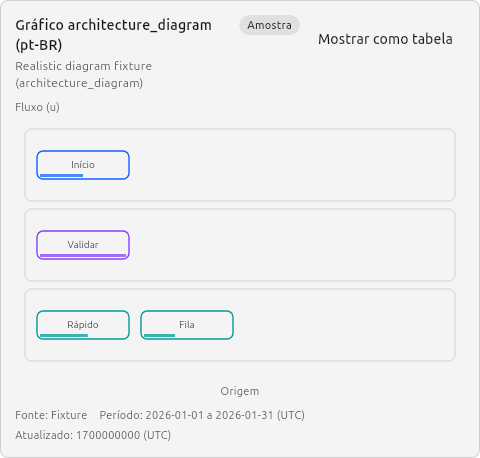 Gráfico architecture_diagram
(pt-BR)
Amostra
Mostrar como tabela
Realistic diagram fixture
(architecture_diagram)
Fluxo (u)
Início
Validar
Rápido
Fila
Origem
Fonte: Fixture Período: 2026-01-01 a 2026-01-31 (UTC)
Atualizado: 1700000000 (UTC)